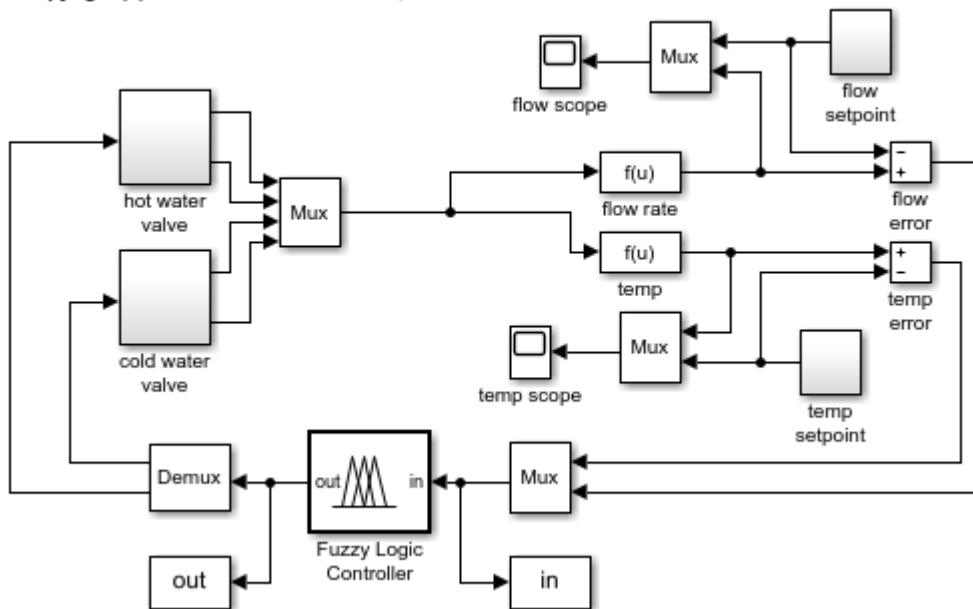 flow scope
Mux
flow
setpoint
hot water
valve
Mux
f(u)
flow rate
−
+
flow
error
f(u)
temp
+
−
temp
error
cold water
valve
temp scope
Mux
temp
setpoint
Demux
out
in
Fuzzy Logic
Controller
Mux
out
in